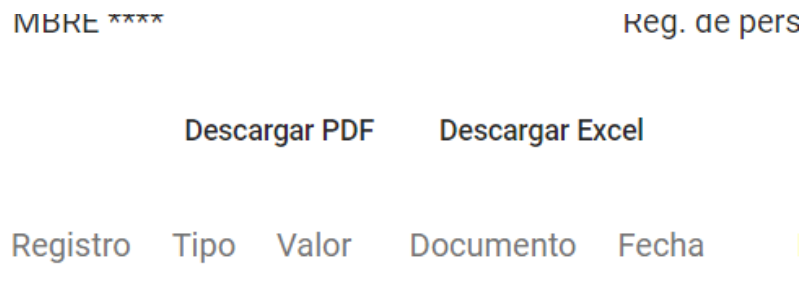 MBRE **** Reg. de pers
Descargar PDF Descargar Excel
Registro Tipo Valor Documento Fecha